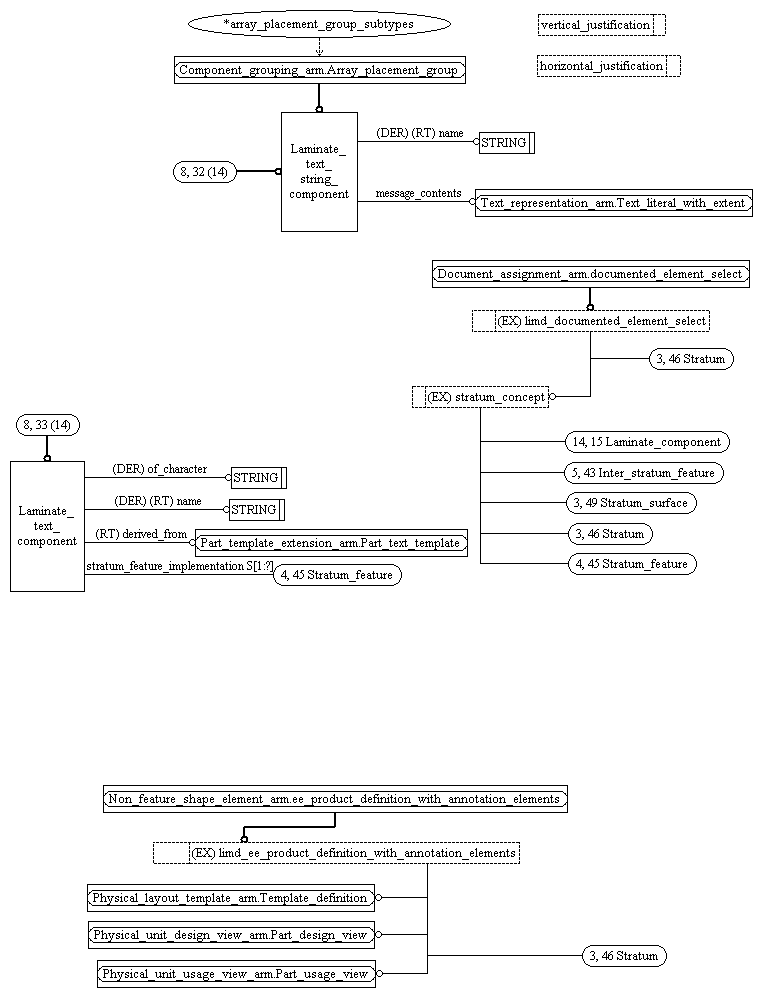 *array_placement_group_subtypes
vertical_justification
Component_grouping_arm.Array_placement_group
horizontal_justification
Laminate_
text_
string_
component
(DER) (RT) name
STRING
8, 32 (14)
message_contents
Text_representation_arm.Text_literal_with_extent
Document_assignment_arm.documented_element_select
(EX) limd_documented_element_select
3, 46 Stratum
(EX) stratum_concept
14, 15 Laminate_component
5, 43 Inter_stratum_feature
3, 49 Stratum_surface
3, 46 Stratum
4, 45 Stratum_feature
8, 33 (14)
Laminate_
text_
component
(DER) of_character
STRING
(DER) (RT) name
STRING
(RT) derived_from
Part_template_extension_arm.Part_text_template
stratum_feature_implementation S[1:?]
4, 45 Stratum_feature
Non_feature_shape_element_arm.ee_product_definition_with_annotation_elements
(EX) limd_ee_product_definition_with_annotation_elements
Physical_layout_template_arm.Template_definition
Physical_unit_design_view_arm.Part_design_view
3, 46 Stratum
Physical_unit_usage_view_arm.Part_usage_view